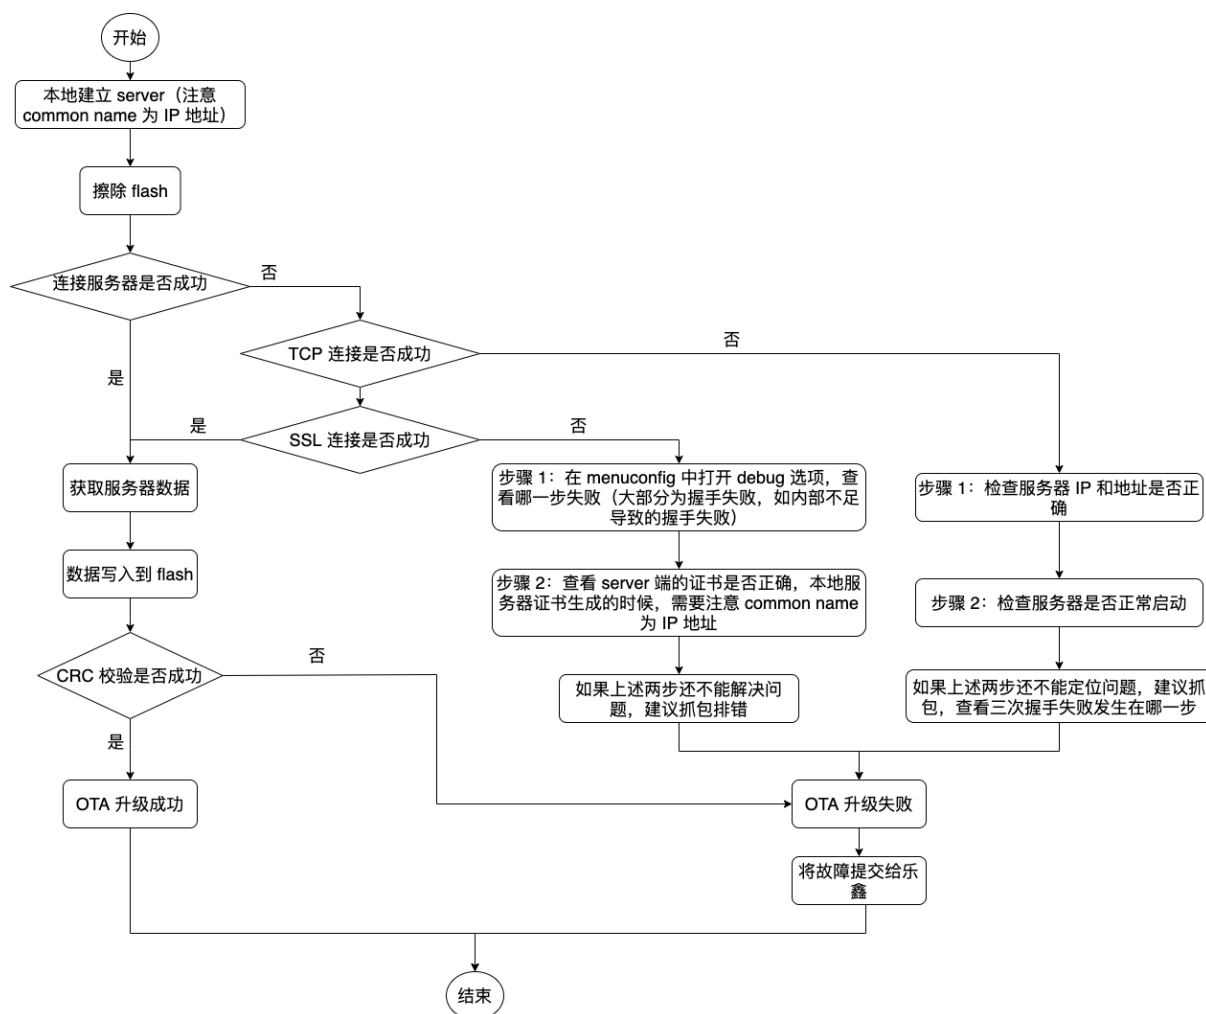 开始
本地建立 server（注意
common name 为 IP 地址）
擦除 flash
连接服务器是否成功
否
TCP 连接是否成功
否
是
SSL 连接是否成功
是
否
获取服务器数据
步骤 1：在 menuconfig 中打开 debug 选项，查
看哪一步失败（大部分为握手失败，如内部不足
导致的握手失败）
步骤 1：检查服务器 IP 和地址是否正
确
数据写入到 flash
步骤 2：查看 server 端的证书是否正确，本地服
务器证书生成的时候，需要注意 common name
为 IP 地址
步骤 2：检查服务器是否正常启动
CRC 校验是否成功
否
如果上述两步还不能解决问
题，建议抓包排错
如果上述两步还不能定位问题，建议抓
包，查看三次握手失败发生在哪一步
是
OTA 升级成功
OTA 升级失败
将故障提交给乐
鑫
结束